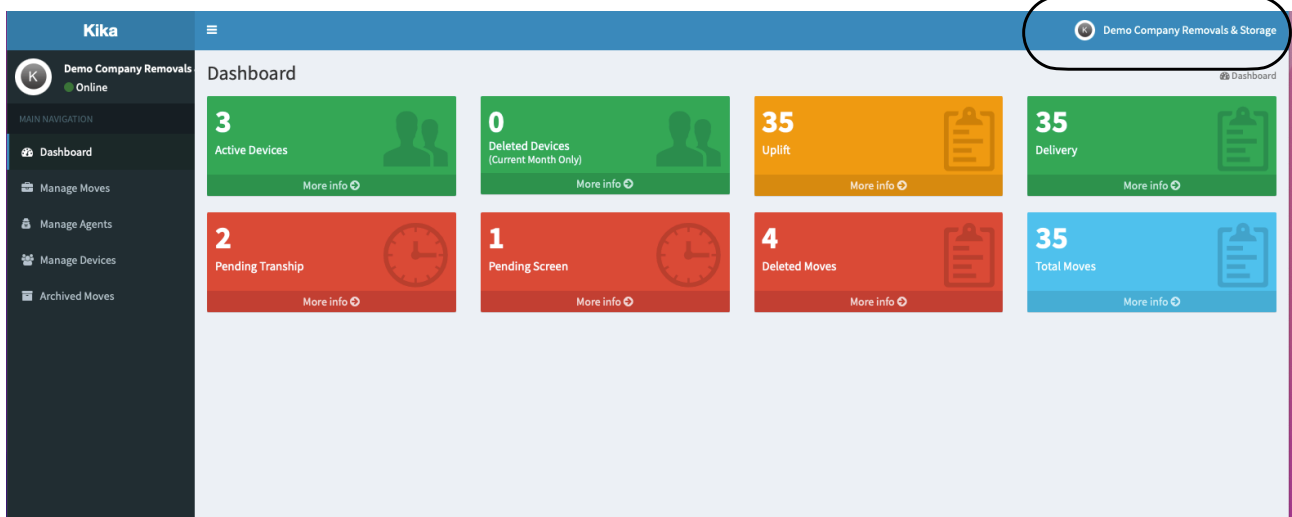 Kika
K Demo Company Removals & Storage
K
Demo Company Removals
Online
MAIN NAVIGATION
Dashboard
Manage Moves
Manage Agents
Manage Devices
Archived Moves
Dashboard
Dashboard
3
Active Devices
More info
0
Deleted Devices
(Current Month Only)
More info
35
Uplift
More info
35
Delivery
More info
2
Pending Tranship
More info
1
Pending Screen
More info
4
Deleted Moves
More info
35
Total Moves
More info